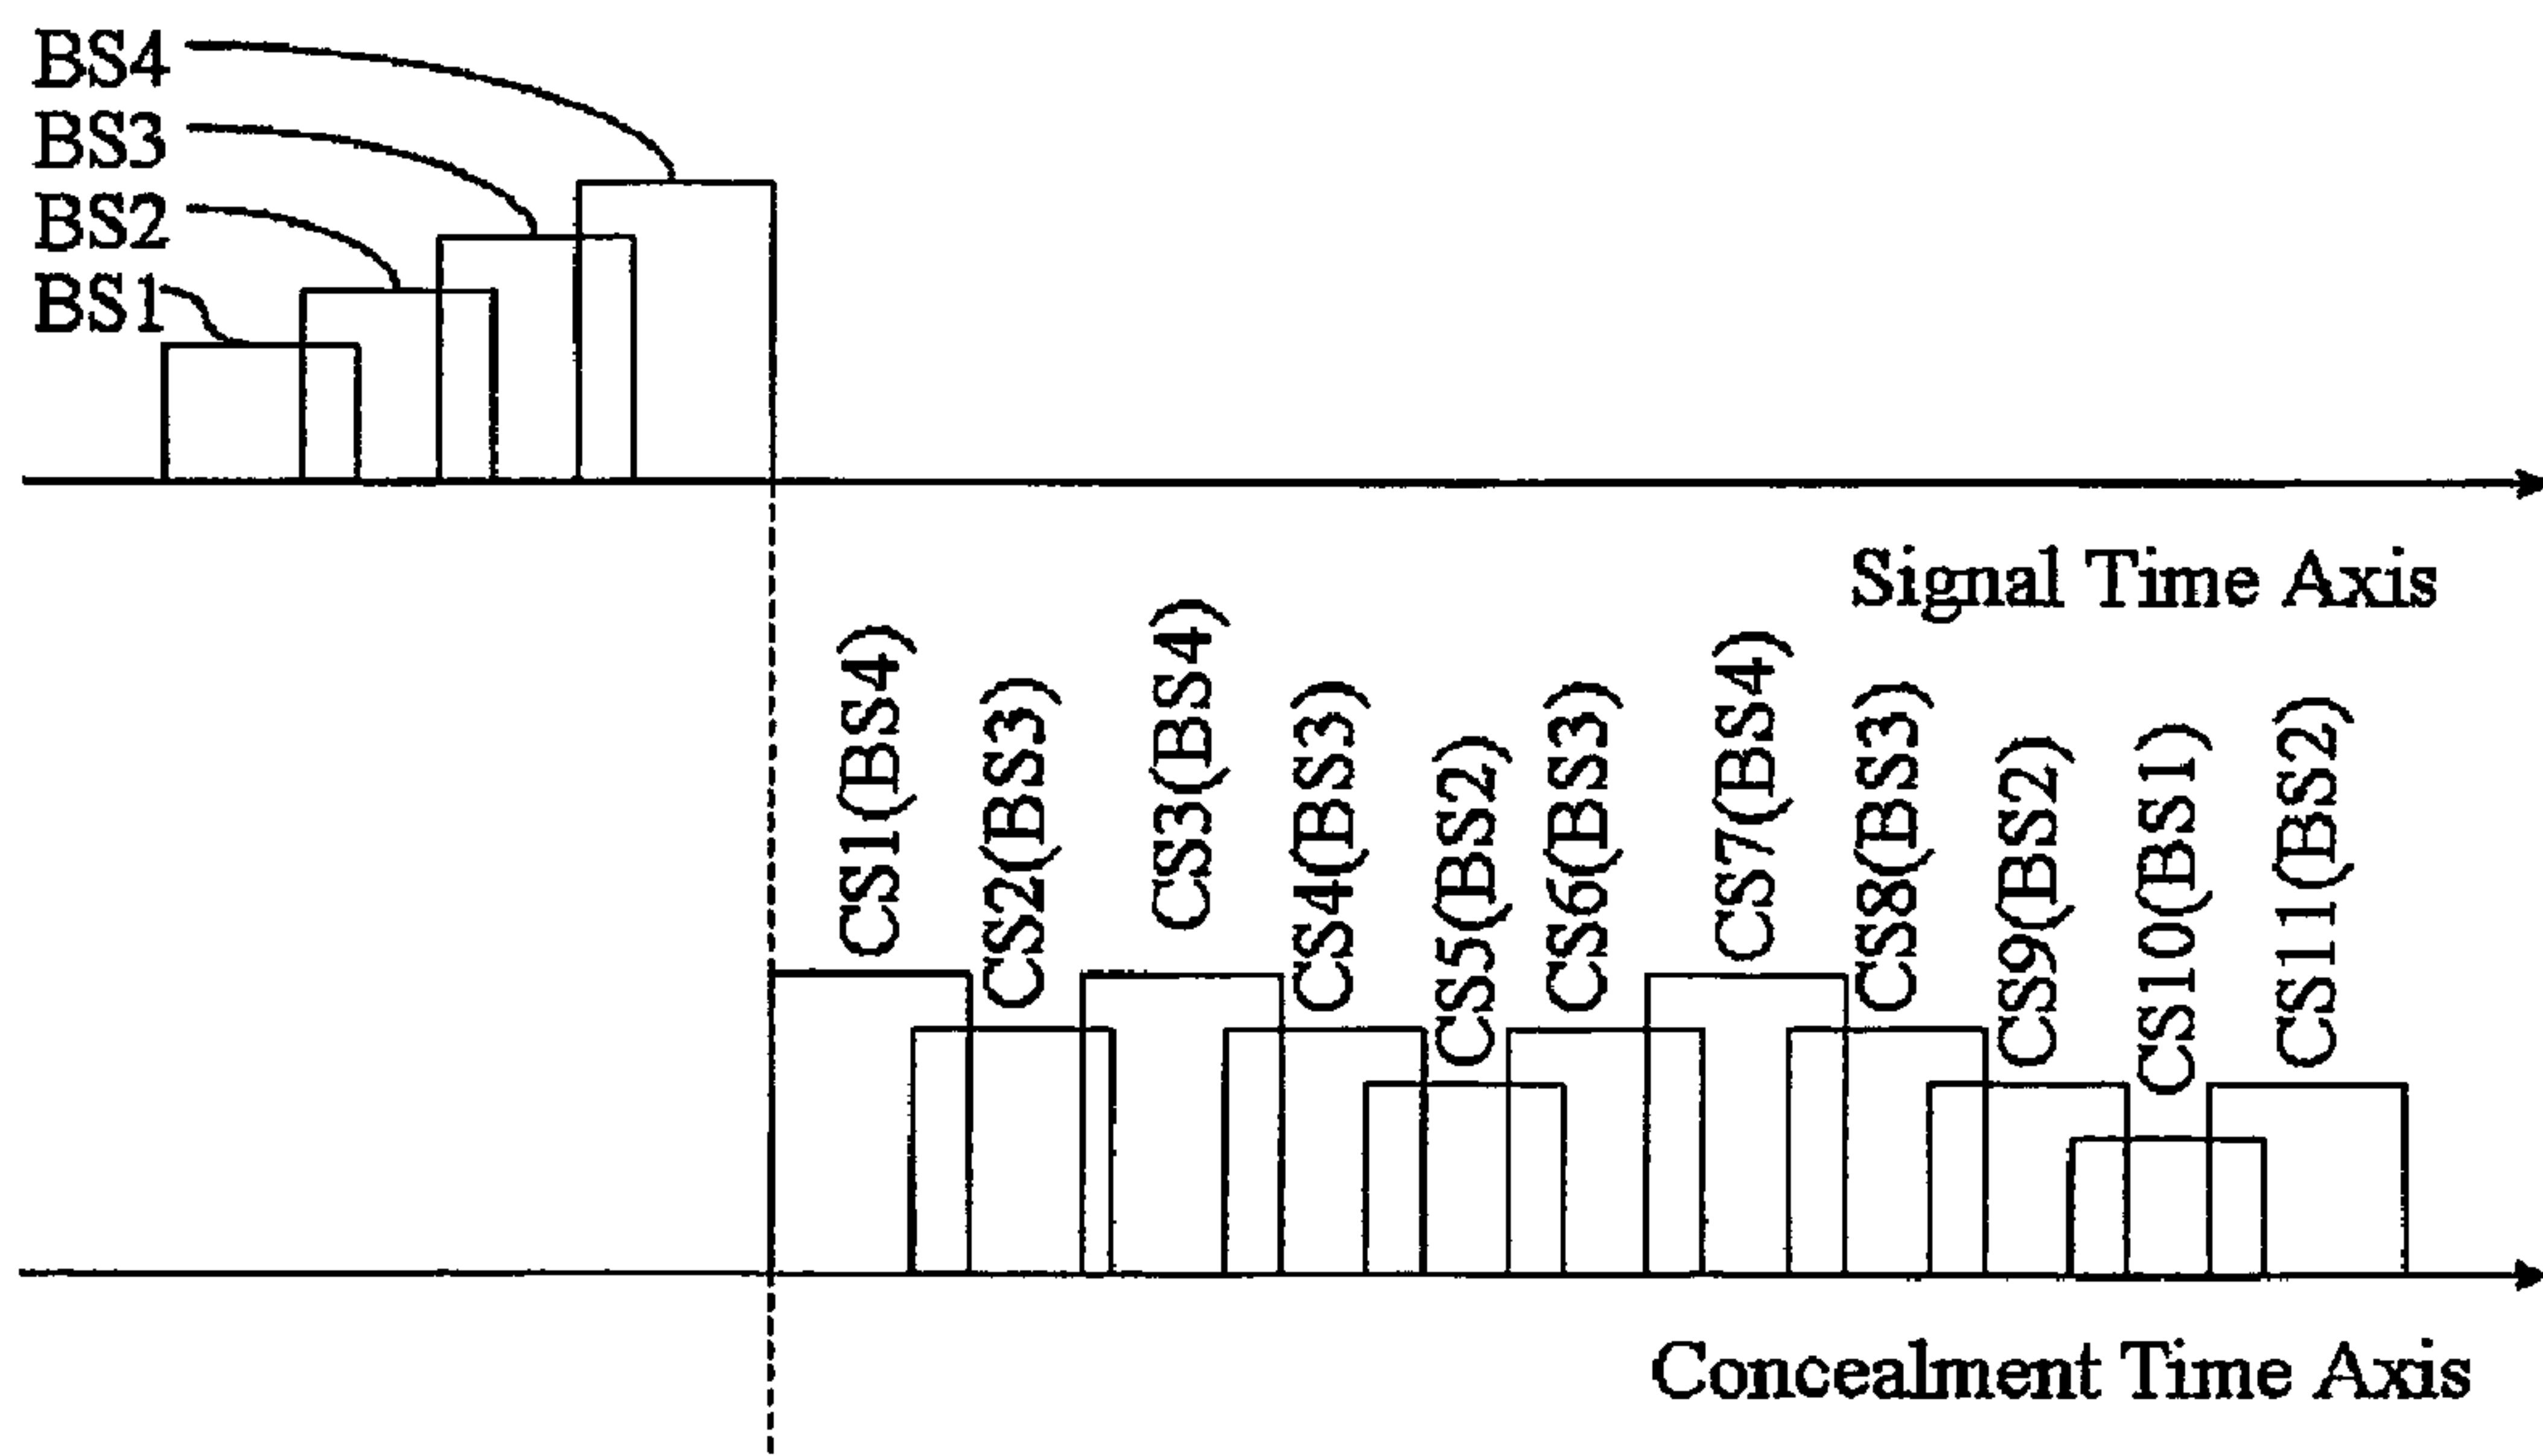 BS4
BS3
BS2
BS1
Signal Time Axis
CS1(BS4)
CS2(BS3)
CS3(BS4)
CS4(BS3)
CS5(BS2)
CS6(BS3)
CS7(BS4)
CS8(BS3)
CS9(BS2)
CS10(BS1)
CS11(BS2)
Concealment Time Axis